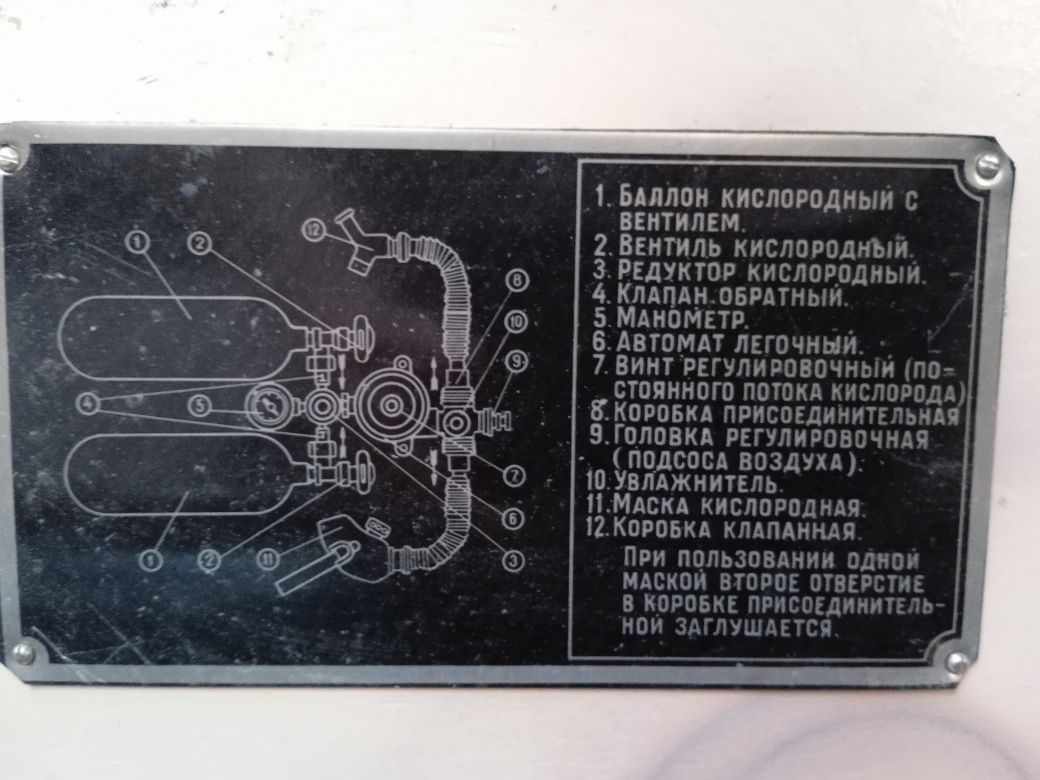 12
1
2
8
10
4
5
9
7
6
1
2
11
3
1. БАЛЛОН КИСЛОРОДНЫЙ С
ВЕНТИЛЕМ.
2. ВЕНТИЛЬ КИСЛОРОДНЫЙ.
3. РЕДУКТОР КИСЛОРОДНЫЙ.
4. КЛАПАН ОБРАТНЫЙ.
5. МАНОМЕТР.
6. АВТОМАТ ЛЕГОЧНЫЙ.
7. ВИНТ РЕГУЛИРОВОЧНЫЙ (ПО-
СТОЯННОГО ПОТОКА КИСЛОРОДА)
8. КОРОБКА ПРИСОЕДИНИТЕЛЬНАЯ
9. ГОЛОВКА РЕГУЛИРОВОЧНАЯ
(ПОДСОСА ВОЗДУХА).
10. УВЛАЖНИТЕЛЬ.
11. МАСКА КИСЛОРОДНАЯ.
12. КОРОБКА КЛАПАННАЯ.
ПРИ ПОЛЬЗОВАНИИ ОДНОЙ
МАСКОЙ ВТОРОЕ ОТВЕРСТИЕ
В КОРОБКЕ ПРИСОЕДИНИТЕЛЬ-
НОЙ ЗАГЛУШАЕТСЯ.